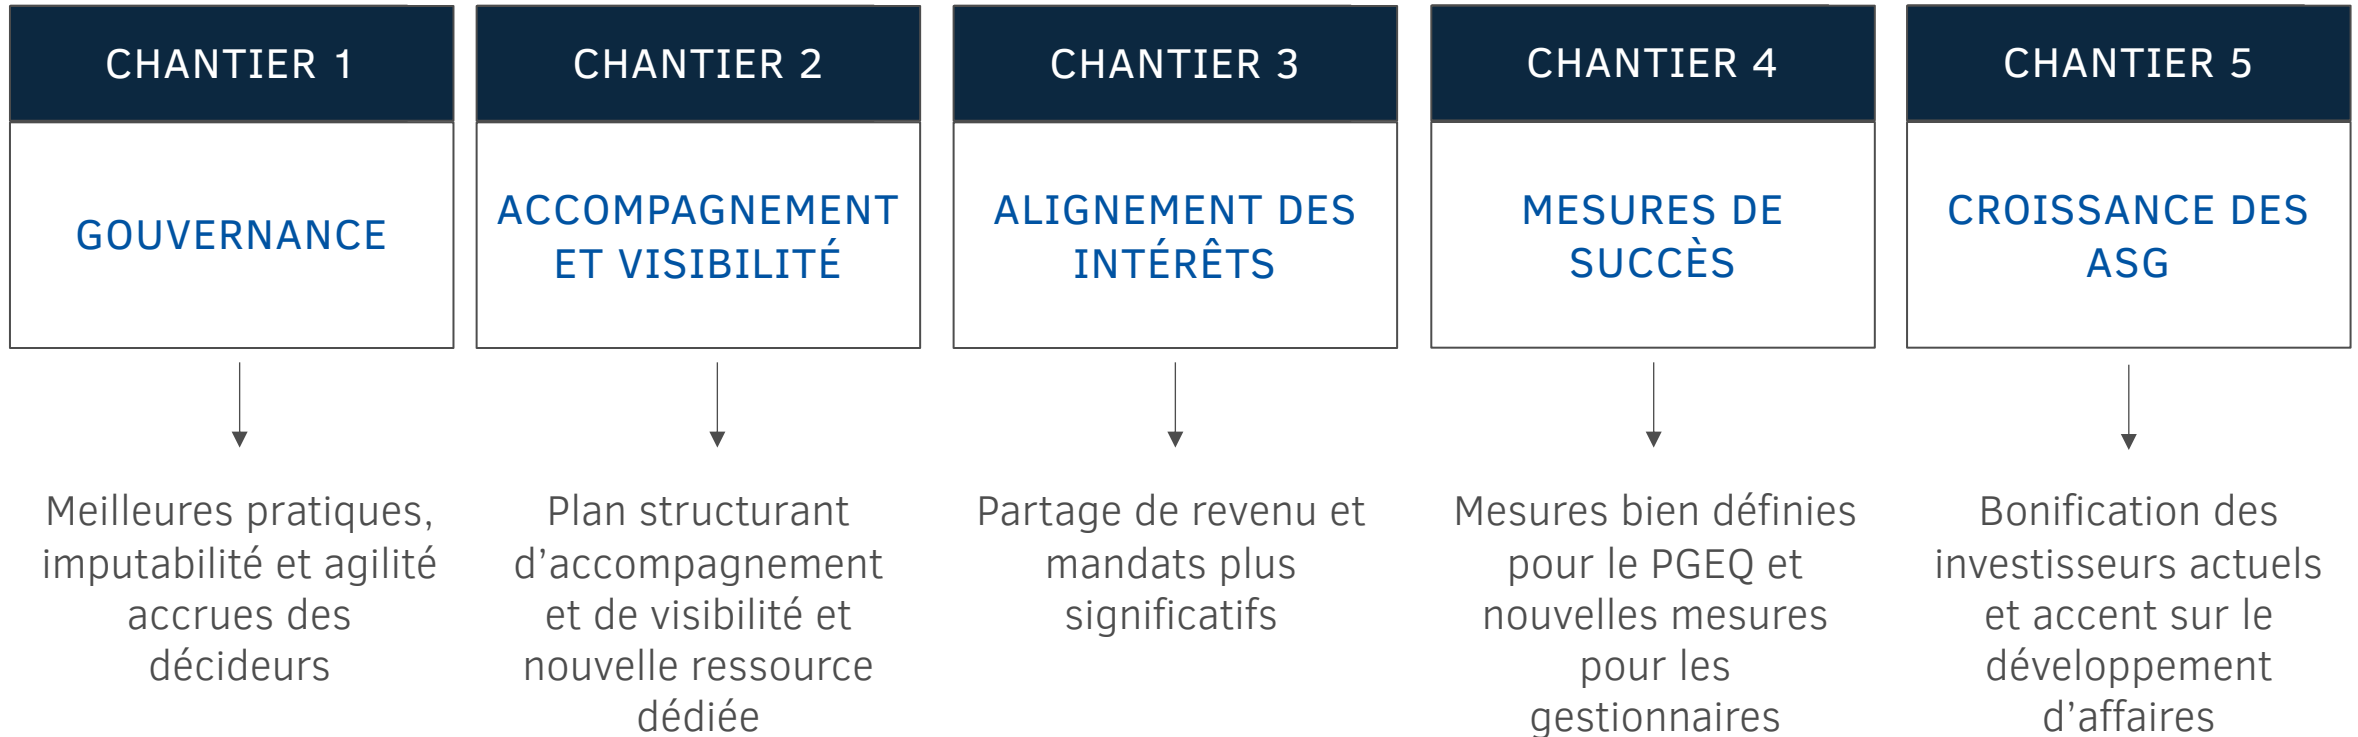 CHANTIER 1
GOUVERNANCE
Meilleures pratiques,
imputabilité et agilité
accrues des
décideurs
CHANTIER 2
ACCOMPAGNEMENT
ET VISIBILITÉ
Plan structurant
d’accompagnement
et de visibilité et
nouvelle ressource
dédiée
CHANTIER 3
ALIGNEMENT DES
INTÉRÊTS
Partage de revenu et
mandats plus
significatifs
CHANTIER 4
MESURES DE
SUCCÈS
Mesures bien définies
pour le PGEQ et
nouvelles mesures
pour les
gestionnaires
CHANTIER 5
CROISSANCE DES
ASG
Bonification des
investisseurs actuels
et accent sur le
développement
d’affaires